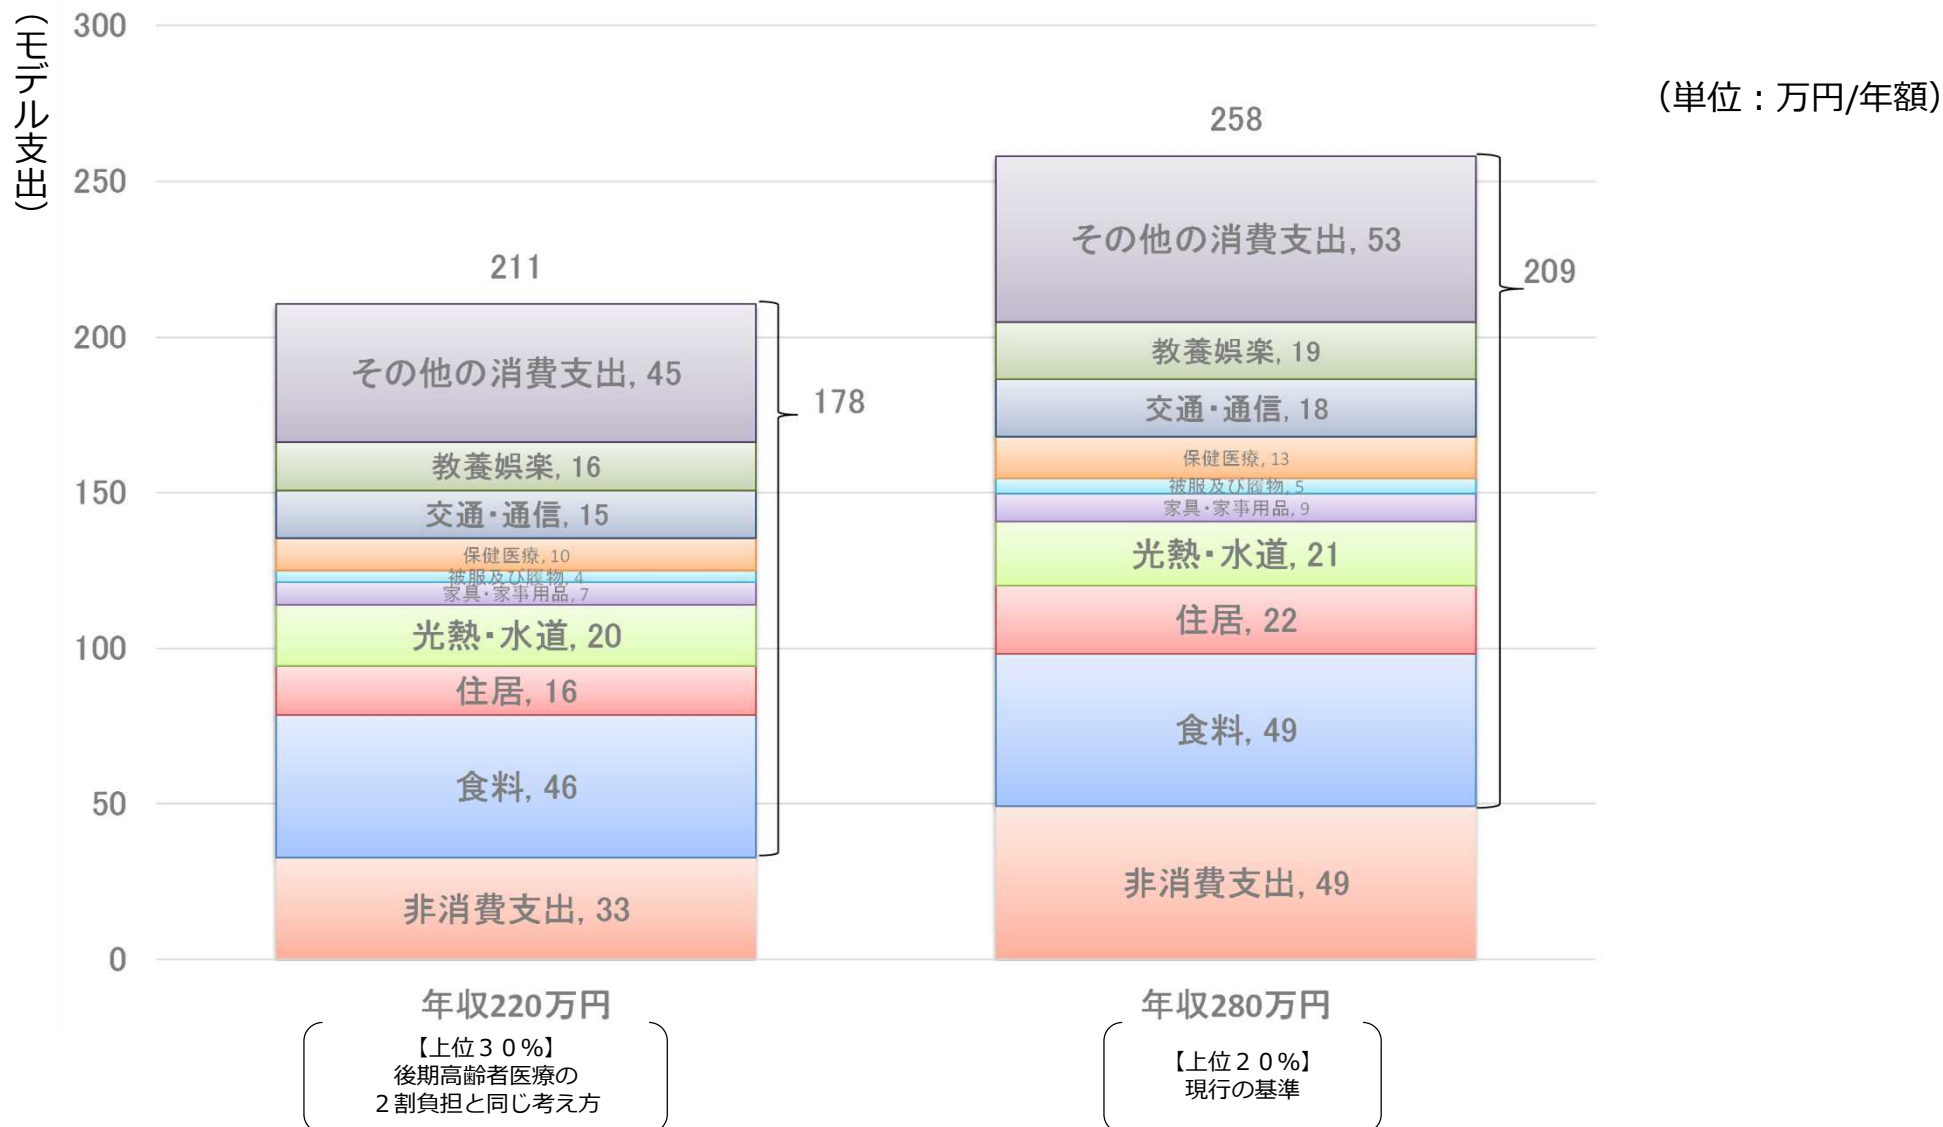 （モデル支出）
（単位：万円/年額）
300
250
200
150
100
50
0
211
その他の消費支出, 45
教養娯楽, 16
交通・通信, 15
保健医療, 10
被服及び履物, 4
家具・家事用品, 7
光熱・水道, 20
住居, 16
食料, 46
非消費支出, 33
178
258
その他の消費支出, 53
教養娯楽, 19
交通・通信, 18
保健医療, 13
被服及び履物, 5
家具・家事用品, 9
光熱・水道, 21
住居, 22
食料, 49
非消費支出, 49
209
年収220万円
【上位３０％】
後期高齢者医療の
２割負担と同じ考え方
年収280万円
【上位２０％】
現行の基準